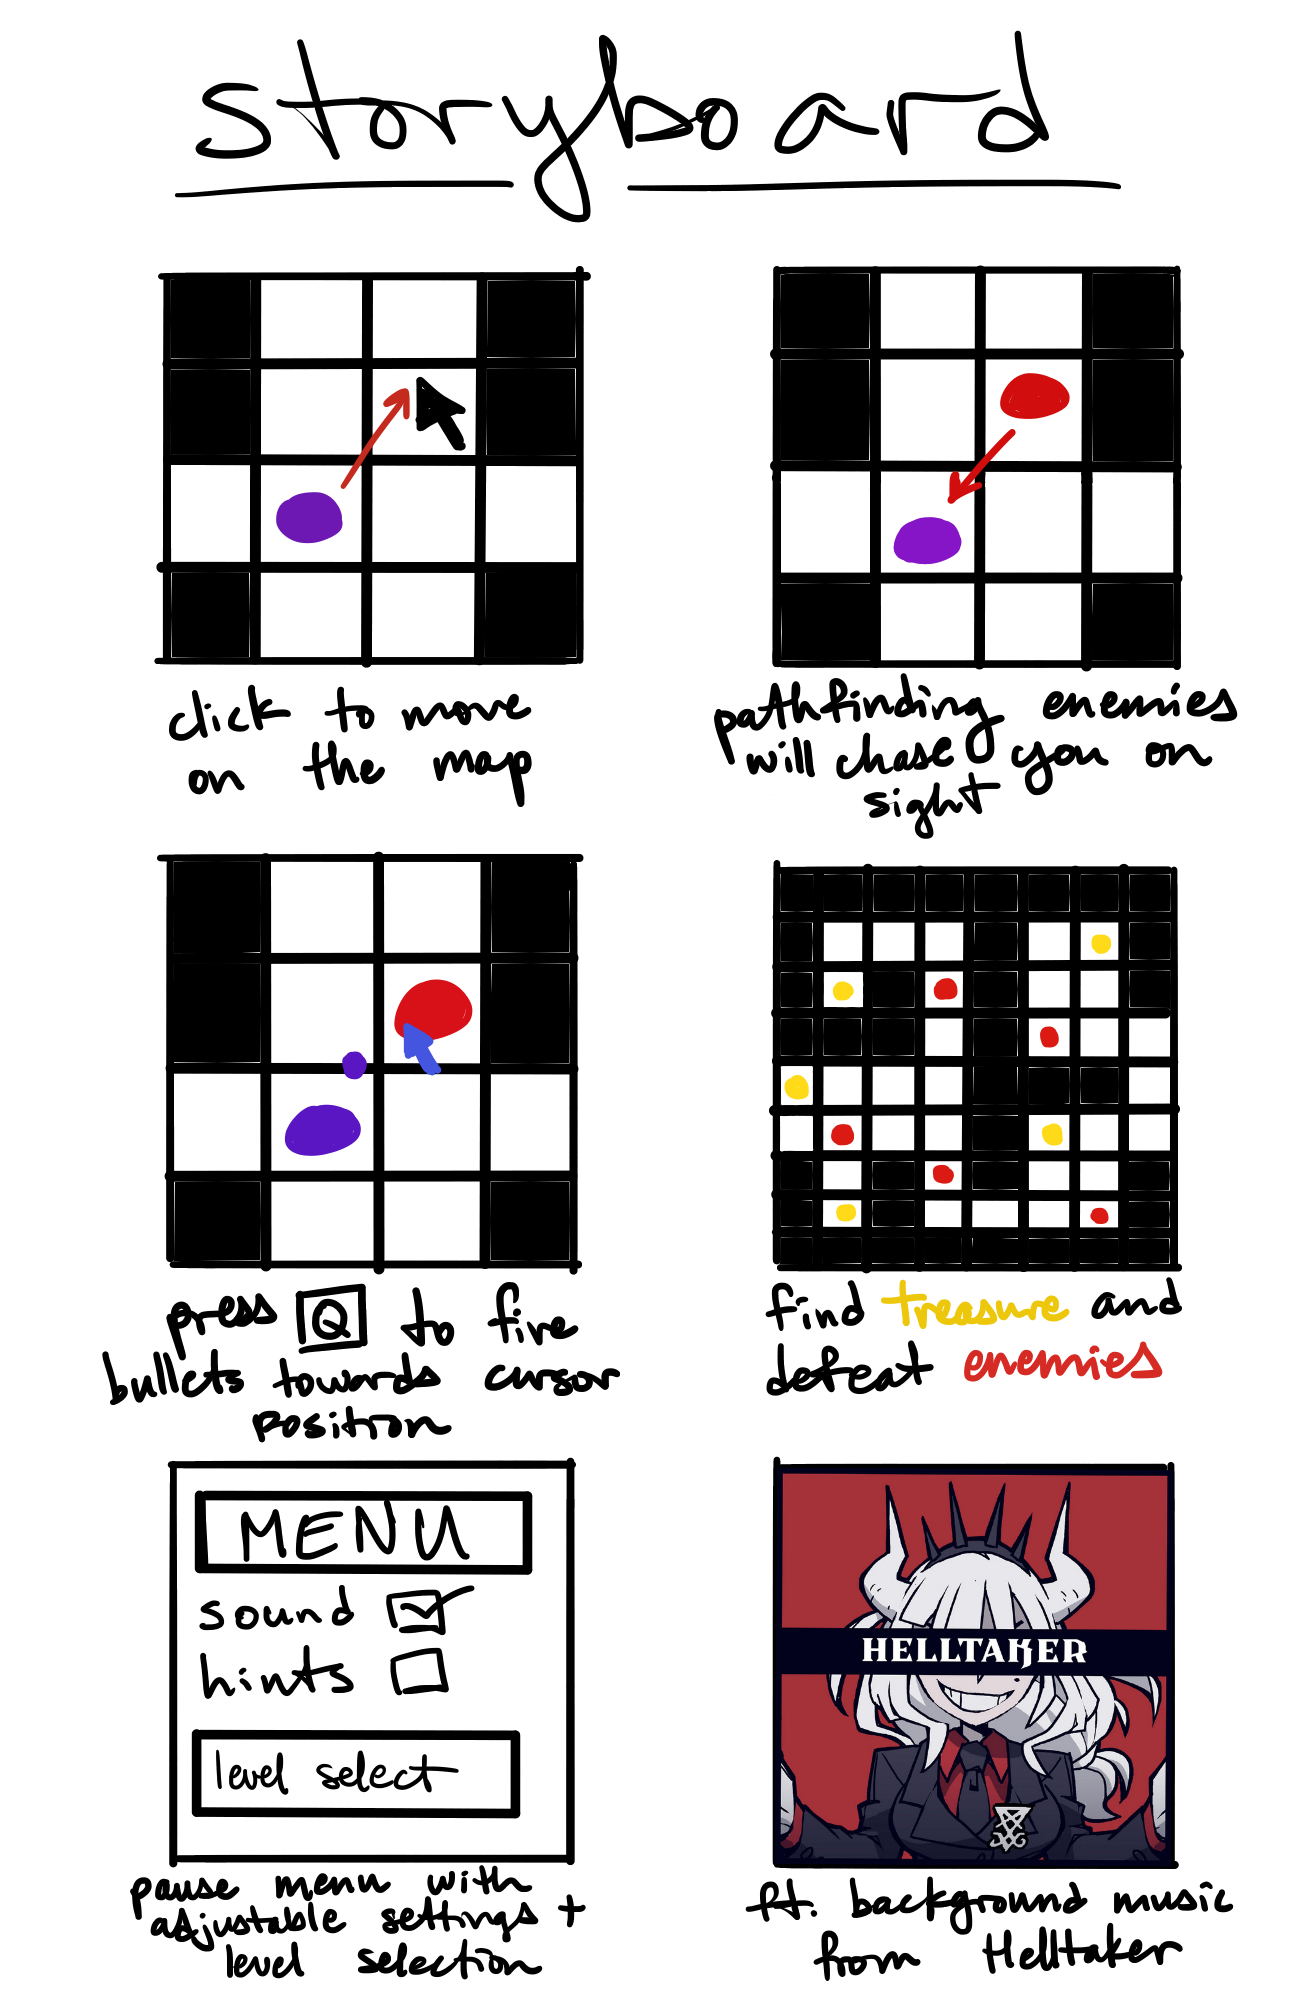 storyboard
click to move
on the map
pathfinding enemies
will chase you on
sight
press Q to fire
bullets towards cursor
position
find treasure and
defeat enemies
MENU
sound
hints
level select
pause menu with
adjustable settings +
level selection
HELLTAKER
ft. background music
from Helltaker